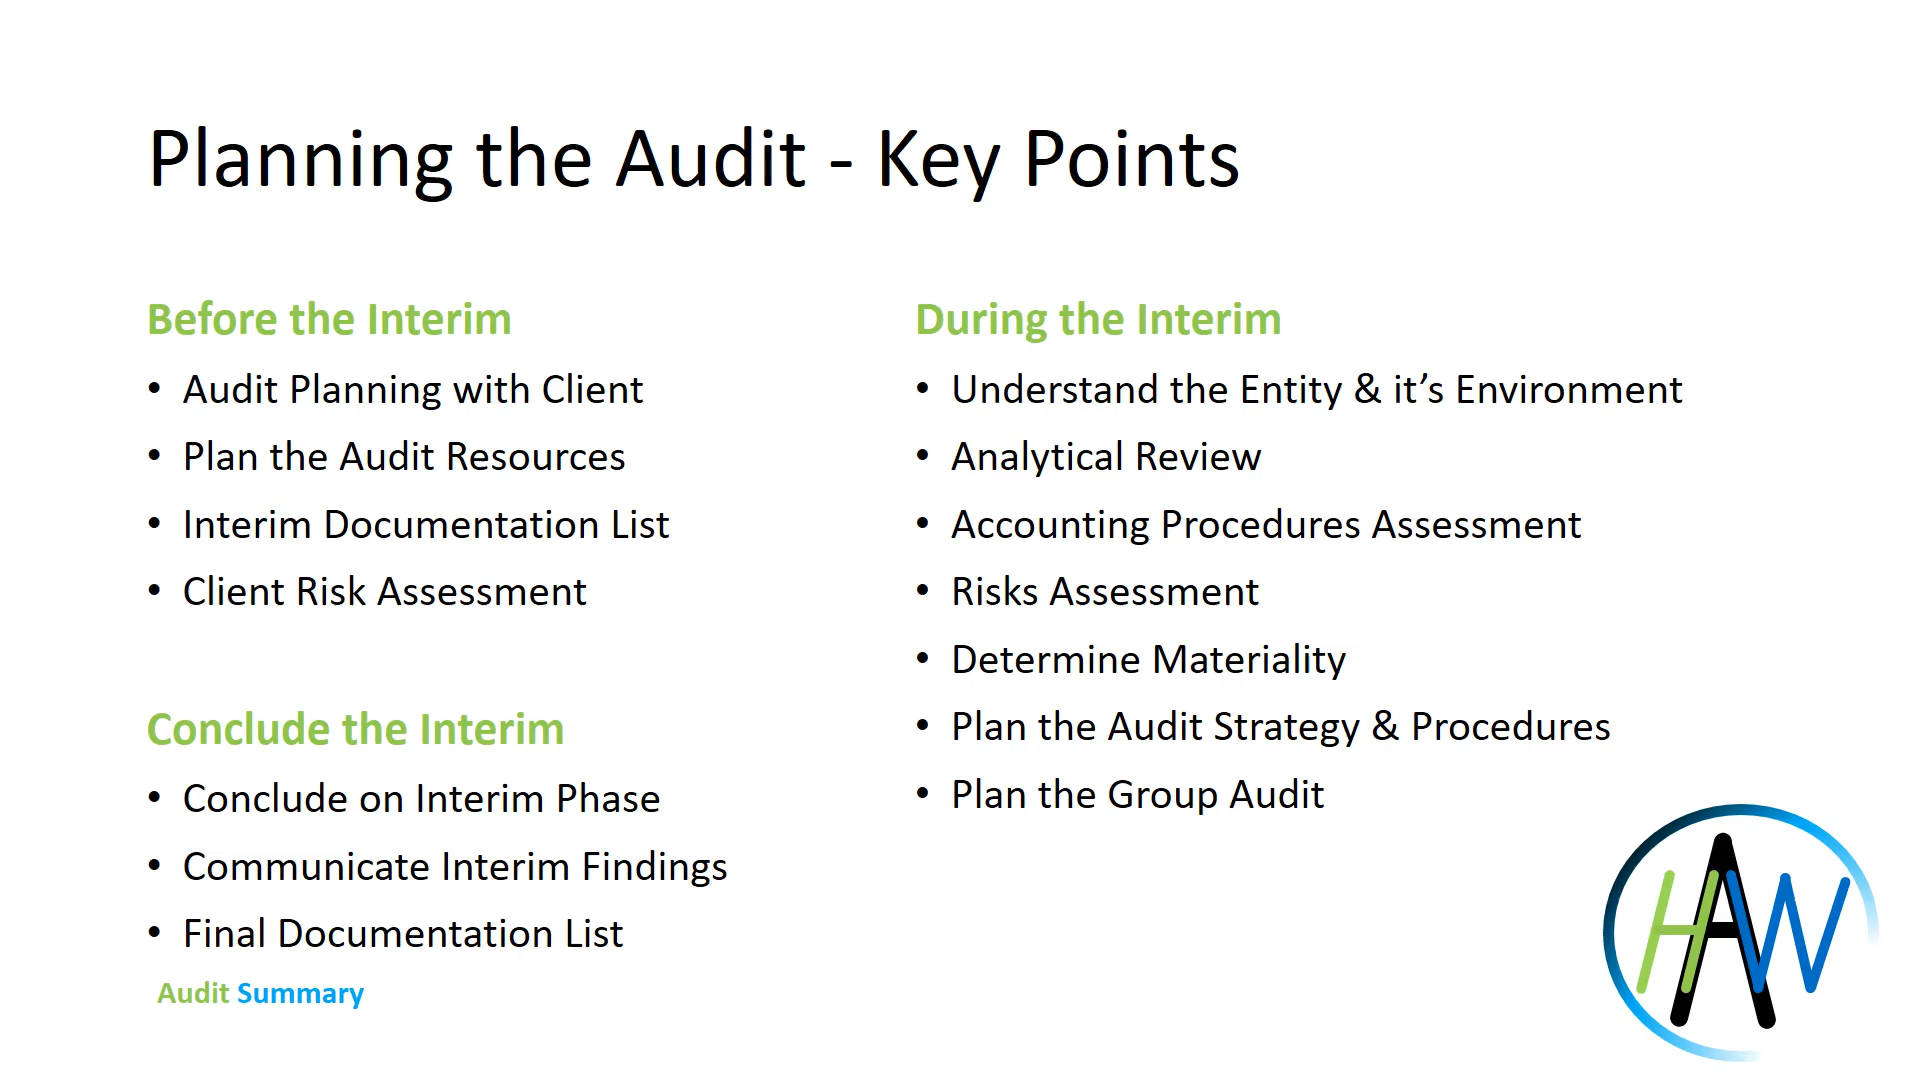 Planning the Audit - Key Points
Before the Interim
• Audit Planning with Client
• Plan the Audit Resources
• Interim Documentation List
• Client Risk Assessment
Conclude the Interim
• Conclude on Interim Phase
• Communicate Interim Findings
• Final Documentation List
During the Interim
• Understand the Entity & it’s Environment
• Analytical Review
• Accounting Procedures Assessment
• Risks Assessment
• Determine Materiality
• Plan the Audit Strategy & Procedures
• Plan the Group Audit
Audit Summary
HAW